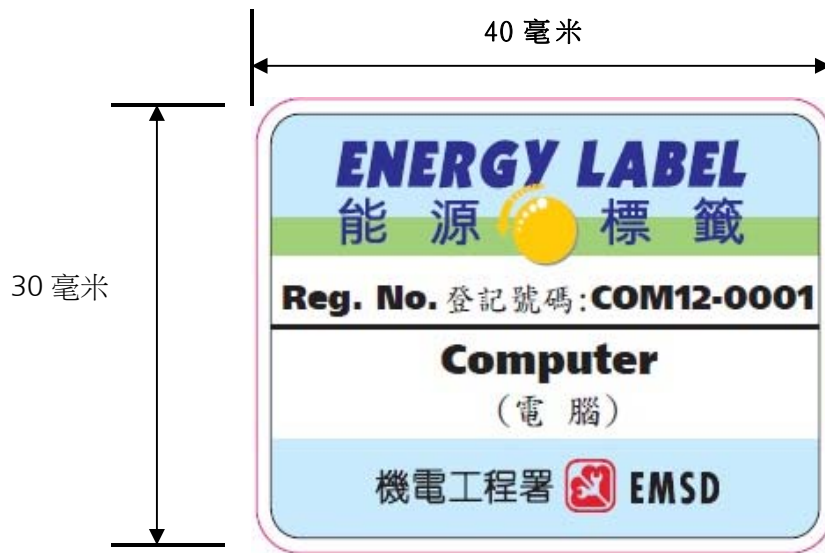 40 毫米
ENERGY LABEL
能源標籤
30 毫米
Reg. No. 登記號碼:COM12-0001
Computer
(電 腦)
機電工程署 EMSD